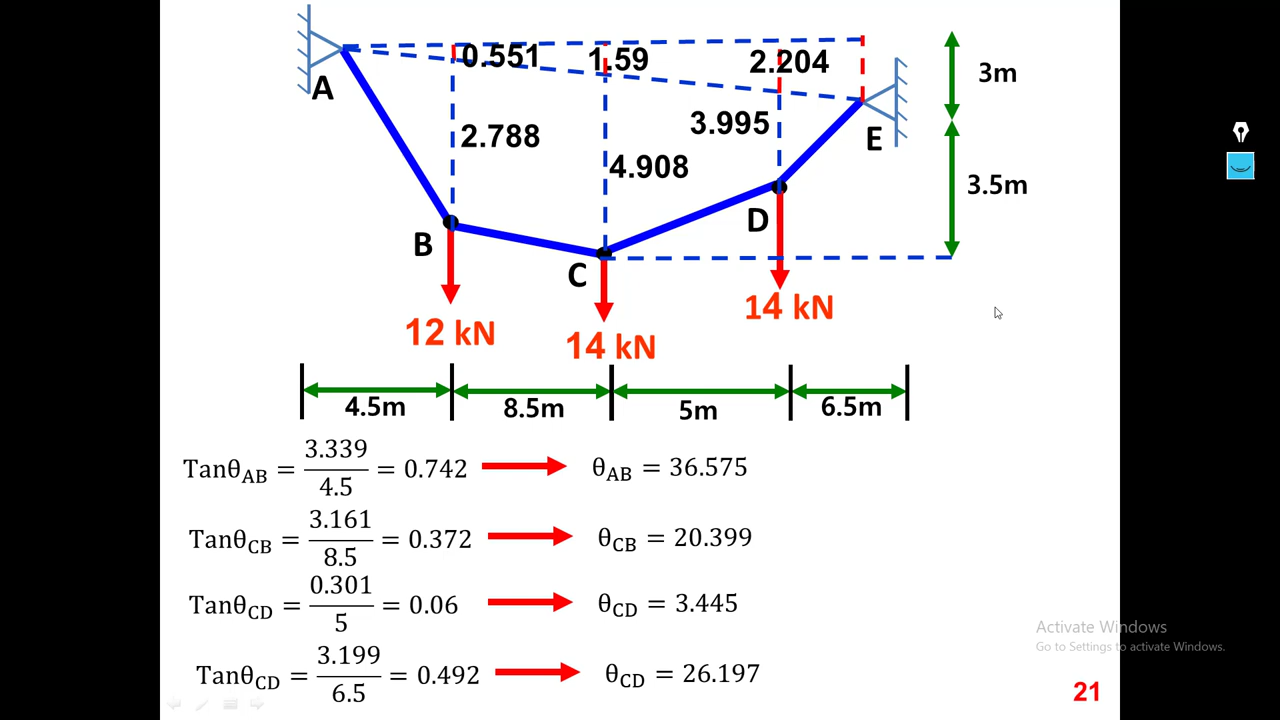 0.551
1.59
2.204
3m
A
2.788
3.995
E
4.908
3.5m
B
C
D
12 kN
14 kN
14 kN
4.5m
8.5m
5m
6.5m
Tanθ_AB = 3.339/4.5 = 0.742 → θ_AB = 36.575
Tanθ_CB = 3.161/8.5 = 0.372 → θ_CB = 20.399
Tanθ_CD = 0.301/5 = 0.06 → θ_CD = 3.445
Tanθ_CD = 3.199/6.5 = 0.492 → θ_CD = 26.197
Activate Windows
Go to Settings to activate Windows.
21